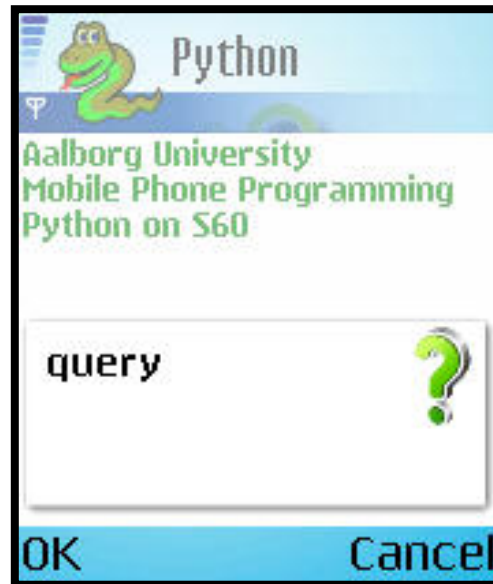 Python
Aalborg University
Mobile Phone Programming
Python on S60
query
OK Cancel